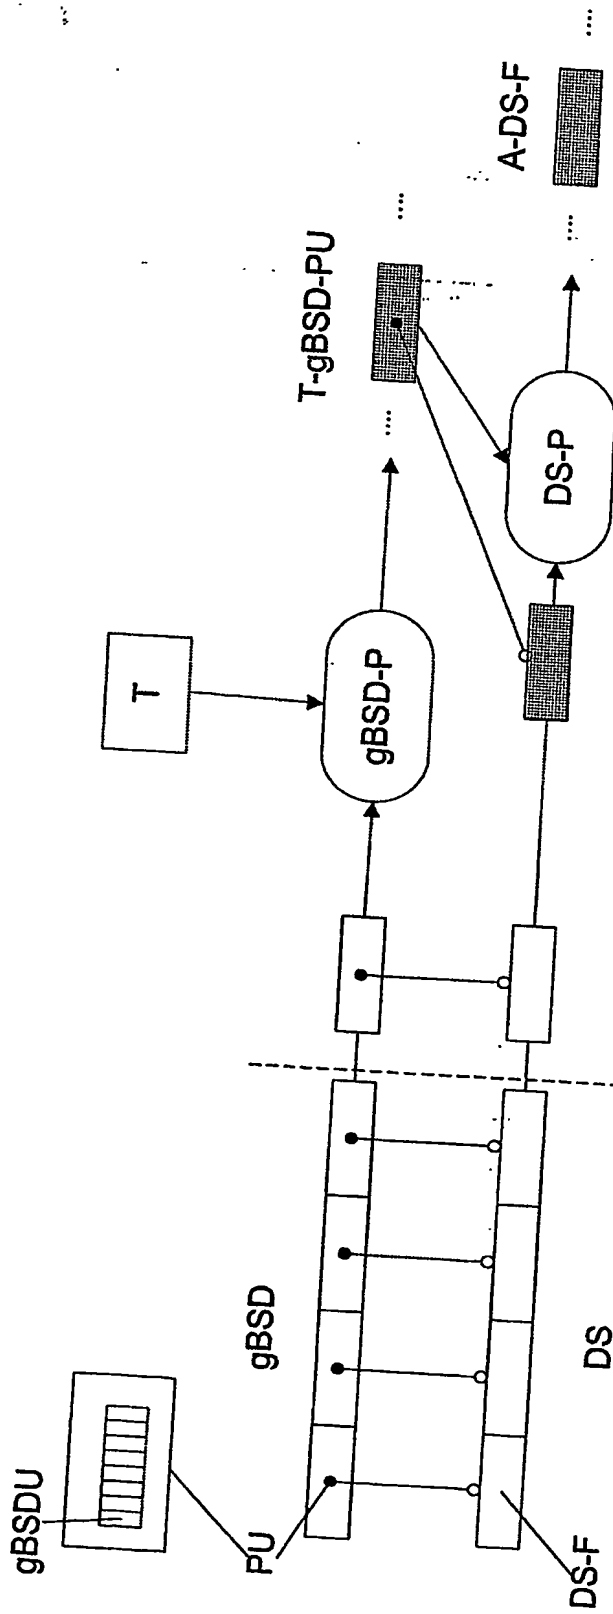 gBSDU
PU
gBSD
T
gBSD-P
T-gBSD-PU
....
....
DS-F
DS
DS-P
A-DS-F
....
....